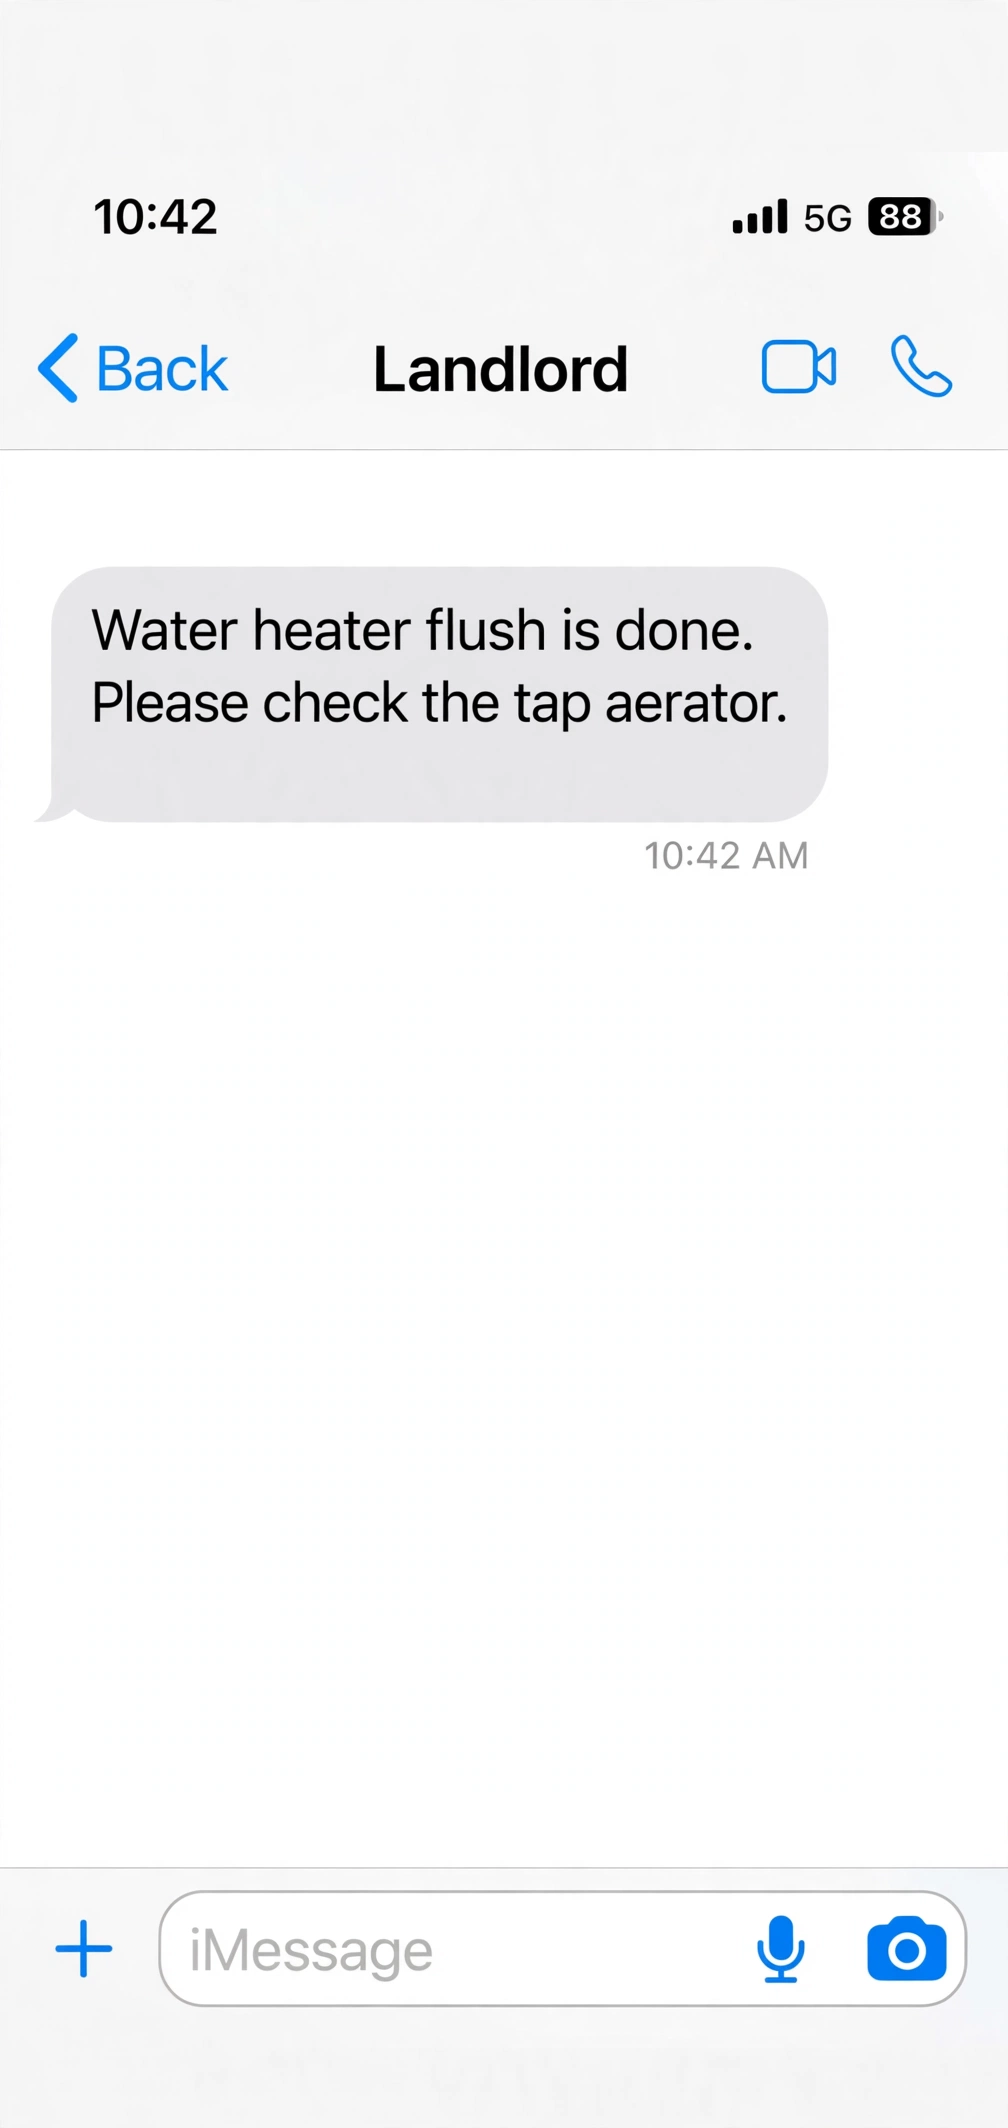 10:42
5G 88
Back Landlord
Water heater flush is done.
Please check the tap aerator.
10:42 AM
iMessage